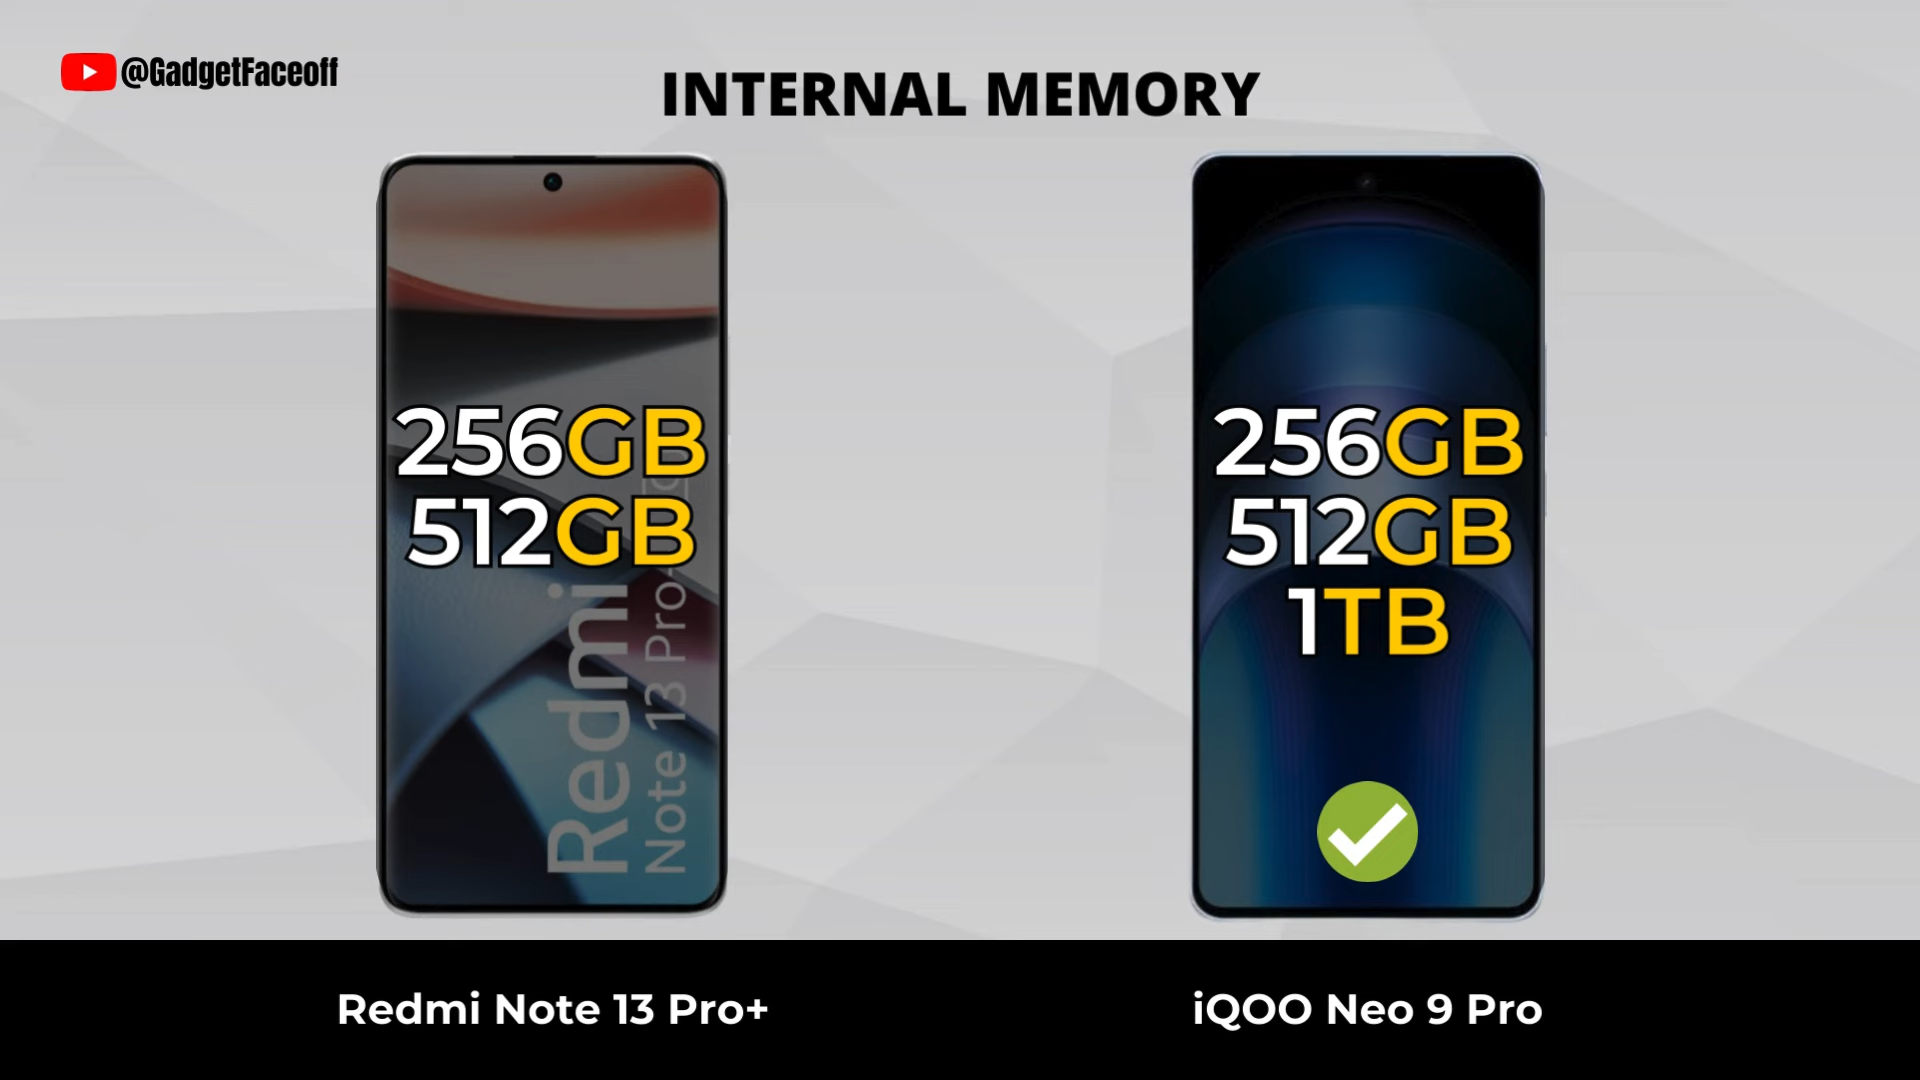 @GadgetFaceoff
INTERNAL MEMORY
256GB
512GB
256GB
512GB
1TB
Redmi
Note 13 Pro
Redmi Note 13 Pro+
iQOO Neo 9 Pro